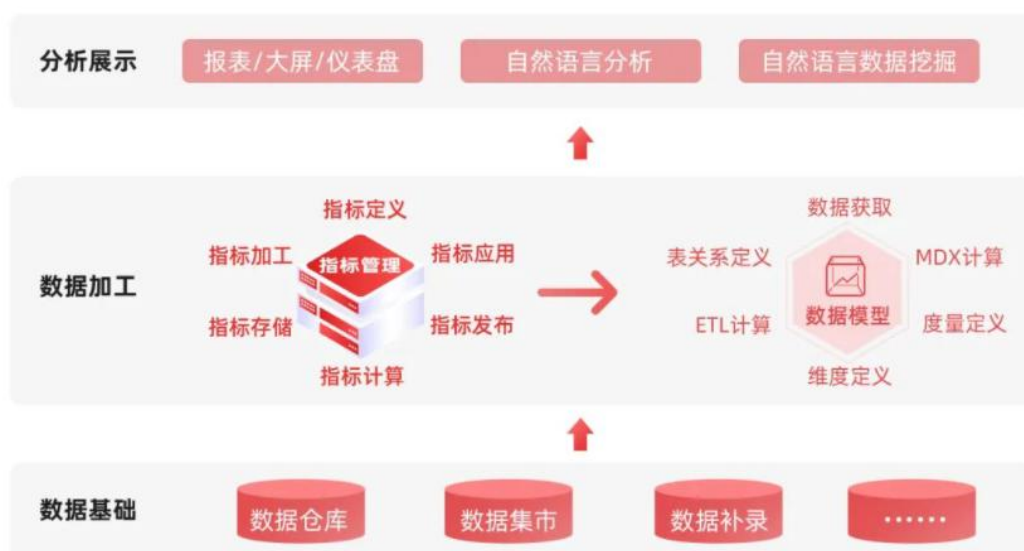 分析展示
报表/大屏/仪表盘
自然语言分析
自然语言数据挖掘
数据加工
指标定义
指标加工
指标管理
指标应用
指标存储
指标发布
指标计算
数据获取
表关系定义
MDX计算
数据模型
ETL计算
度量定义
维度定义
数据基础
数据仓库
数据集市
数据补录
······